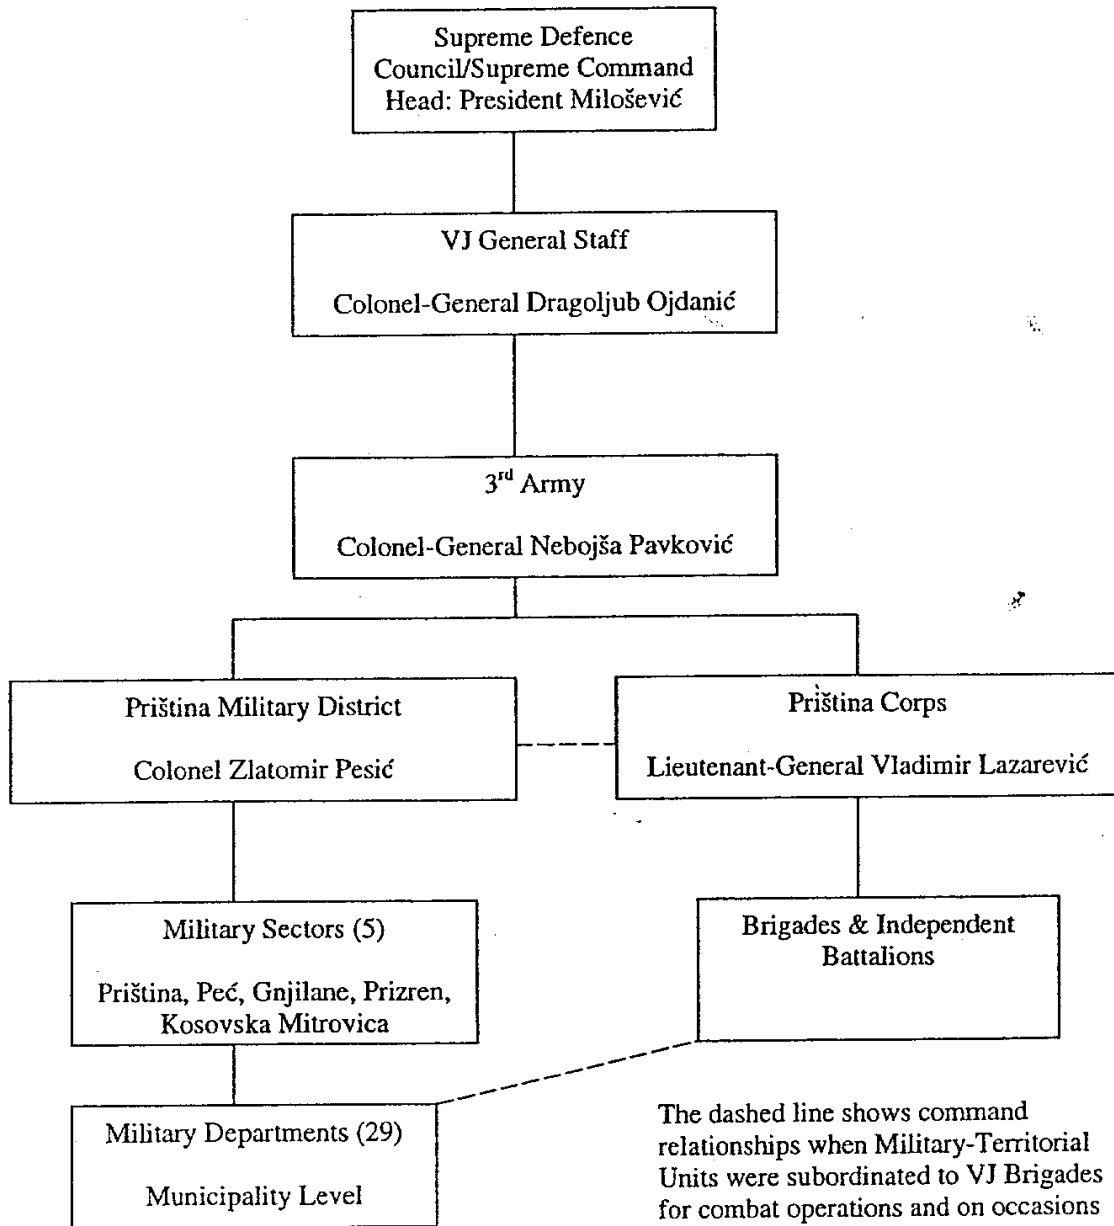 Supreme Defence
Council/Supreme Command
Head: President Milošević
VJ General Staff
Colonel-General Dragoljub Ojdanić
3rd Army
Colonel-General Nebojša Pavković
Priština Military District
Colonel Zlatomir Pesić
Priština Corps
Lieutenant-General Vladimir Lazarević
Military Sectors (5)
Priština, Peć, Gnjilane, Prizren,
Kosovska Mitrovica
Brigades & Independent
Battalions
Military Departments (29)
Municipality Level
The dashed line shows command
relationships when Military-Territorial
Units were subordinated to VJ Brigades
for combat operations and on occasions